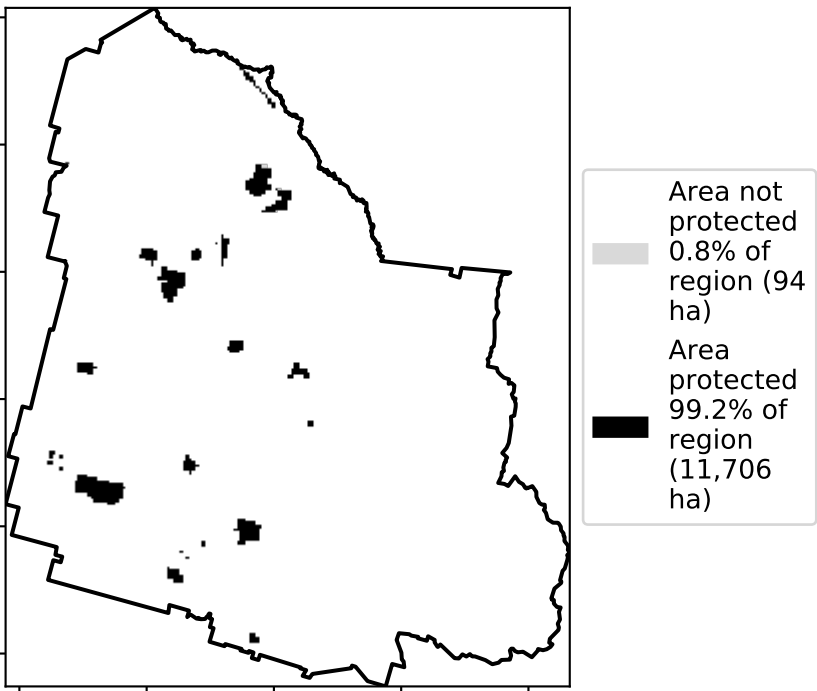 Area not
protected
0.8% of
region (94
ha)
Area
protected
99.2% of
region
(11,706
ha)